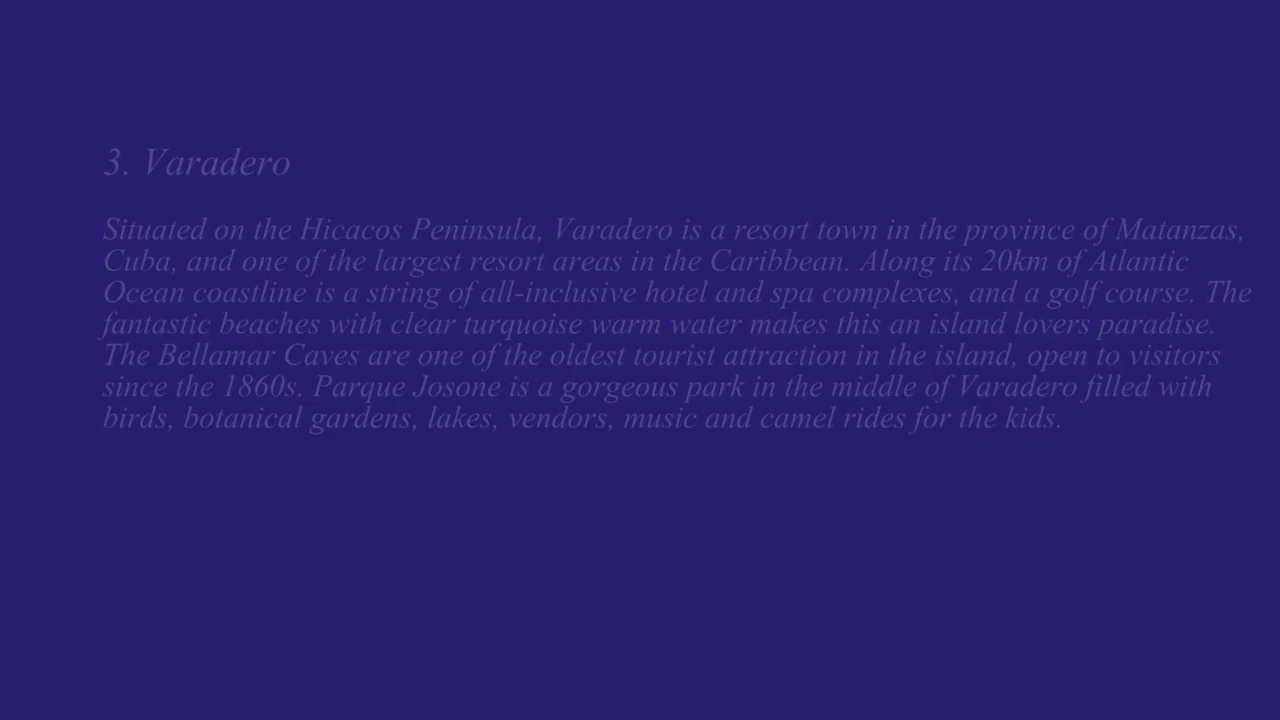 3. Varadero
Situated on the Hicacos Peninsula, Varadero is a resort town in the province of Matanzas,
Cuba, and one of the largest resort areas in the Caribbean. Along its 20km of Atlantic
Ocean coastline is a string of all-inclusive hotel and spa complexes, and a golf course. The
fantastic beaches with clear turquoise warm water makes this an island lovers paradise.
The Bellamar Caves are one of the oldest tourist attraction in the island, open to visitors
since the 1860s. Parque Josone is a gorgeous park in the middle of Varadero filled with
birds, botanical gardens, lakes, vendors, music and camel rides for the kids.